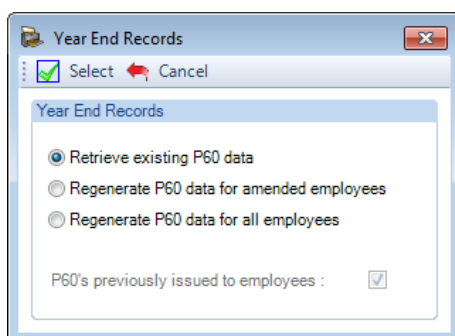 Year End Records
Select Cancel
Year End Records
Retrieve existing P60 data
Regenerate P60 data for amended employees
Regenerate P60 data for all employees
P60's previously issued to employees :